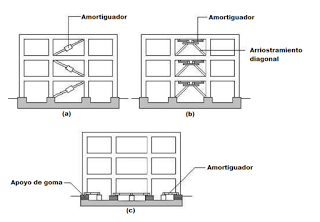 Amortiguador
Amortiguador
Arriostramiento
diagonal
(a)
(b)
Apoyo de goma
Amortiguador
(c)